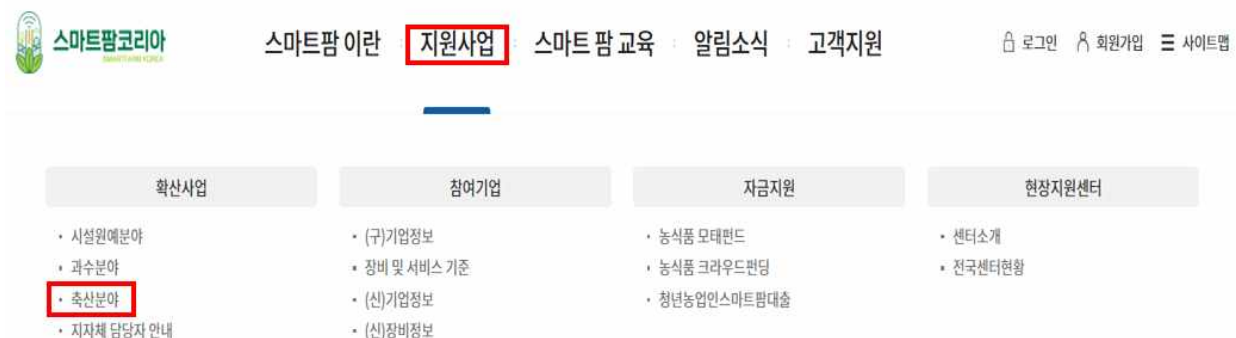 스마트팜코리아
SMARTFARM KOREA
스마트팜 이란 지원사업 스마트 팜 교육 알림소식 고객지원
로그인 회원가입 사이트맵
확산사업 참여기업 자금지원 현장지원센터
· 시설원예분야 · (구)기업정보 · 농식품 모태펀드 · 센터소개
· 과수분야 · 장비 및 서비스 기준 · 농식품 크라우드펀딩 · 전국센터현황
· 축산분야 · (신)기업정보 · 청년농업인스마트팜대출
· 지자체 담당자 안내 · (신)장비정보